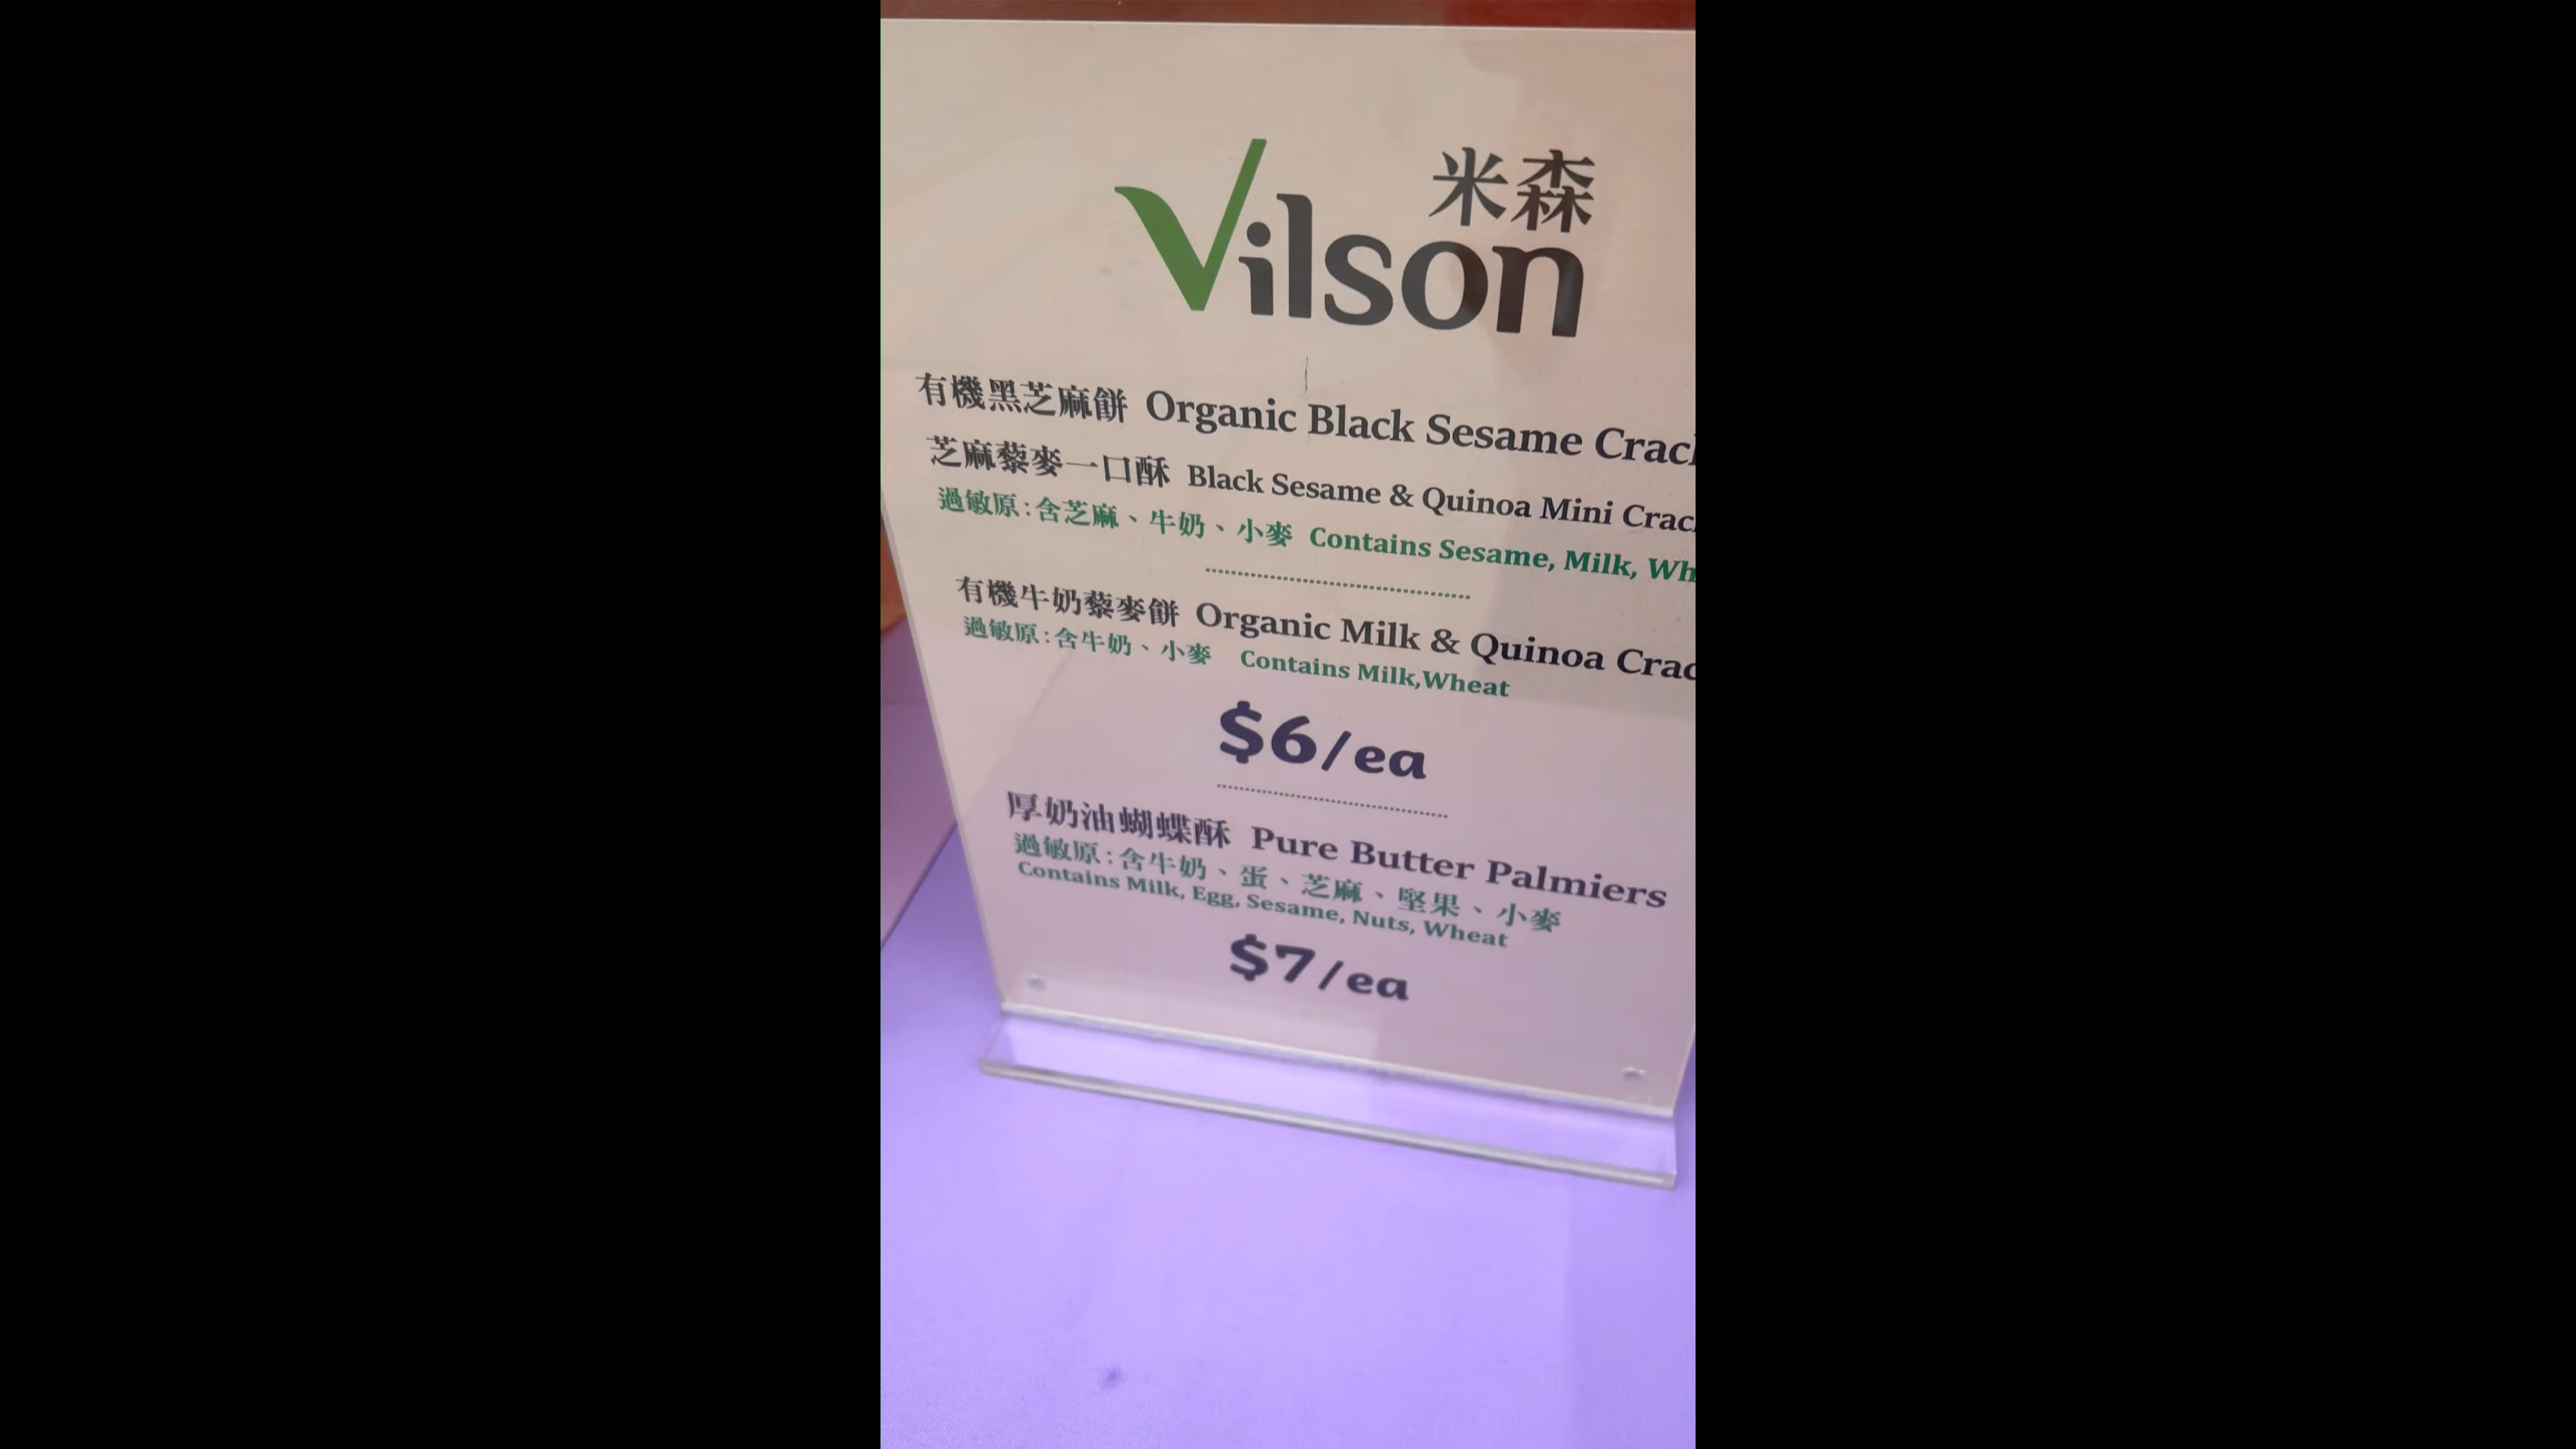 米森
Vilson
有機黑芝麻餅 Organic Black Sesame Crac
芝麻藜麥一口酥 Black Sesame & Quinoa Mini Crac
過敏原:含芝麻、牛奶、小麥 Contains Sesame, Milk, Wh
有機牛奶藜麥餅 Organic Milk & Quinoa Crac
過敏原:含牛奶、小麥 Contains Milk,Wheat
$6/ea
厚奶油蝴蝶酥 Pure Butter Palmiers
過敏原:含牛奶、蛋、芝麻、堅果、小麥
Contains Milk, Egg, Sesame, Nuts, Wheat
$7/ea